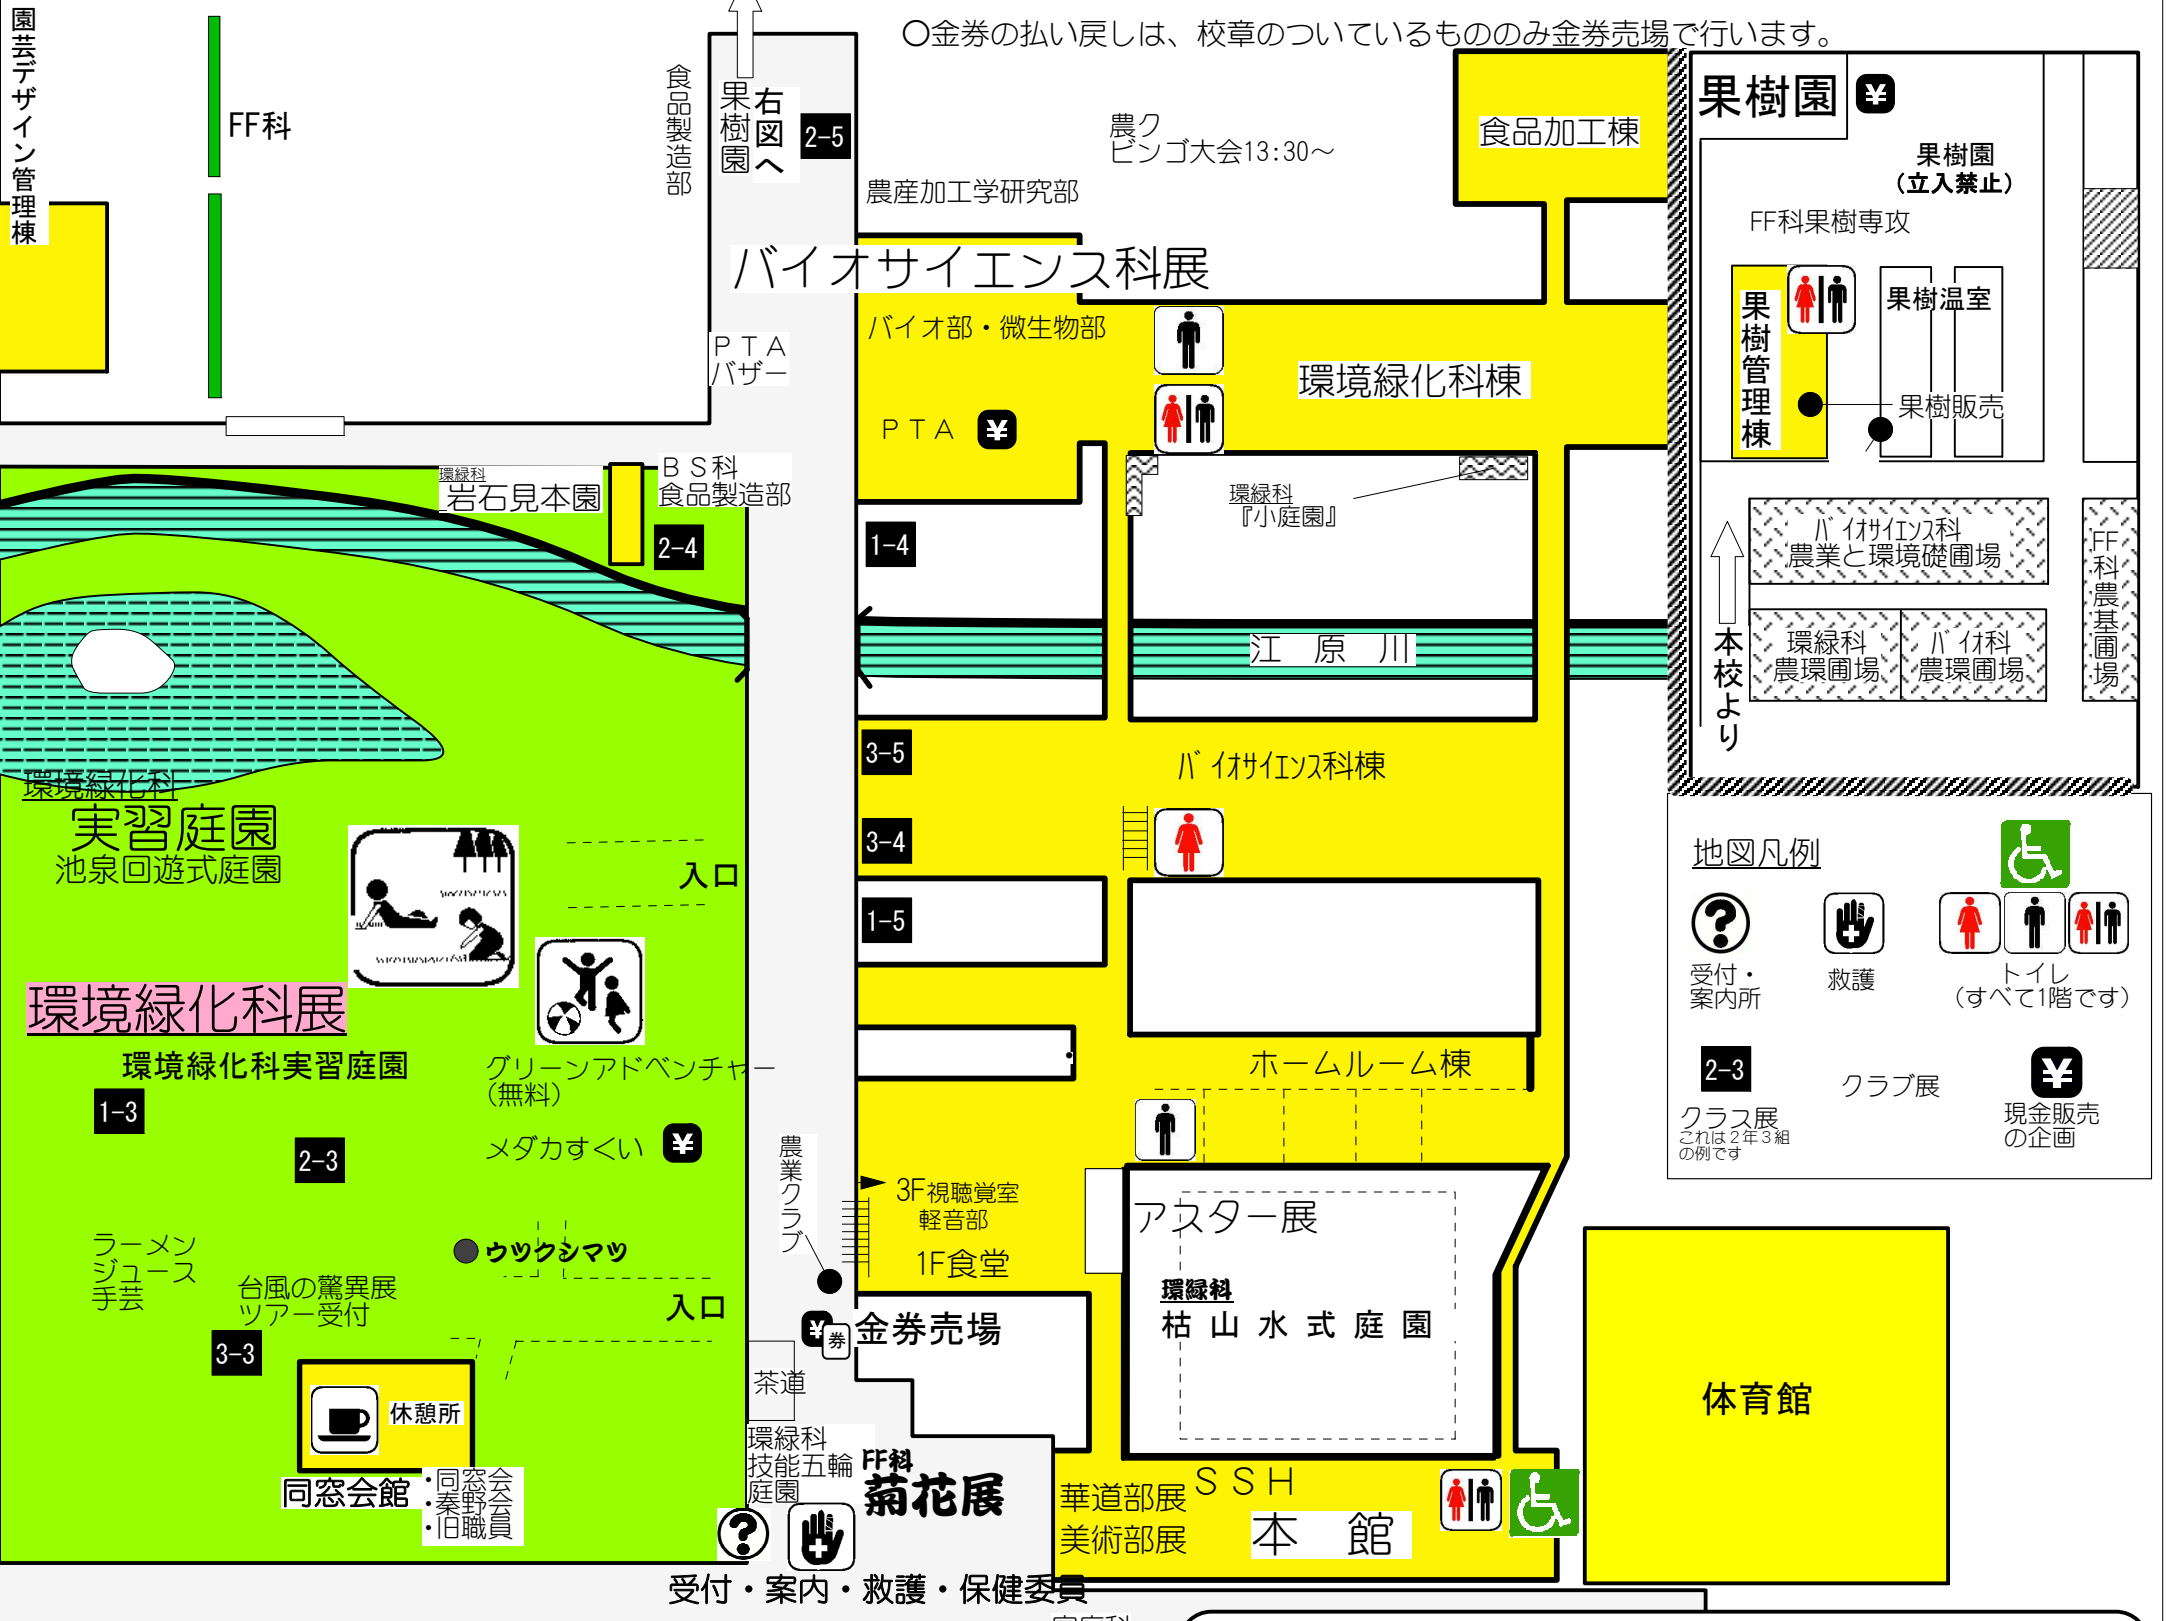 〇金券の払い戻しは、校章のついているもののみ金券売場で行います。
園芸デザイン管理棟
FF科
食品製造部
果樹園
右図へ
2-5
農ク
ビンゴ大会13:30～
農産加工学研究部
食品加工棟
バイオサイエンス科展
バイオ部・微生物部
ＰＴＡ
バザー
ＰＴＡ
¥
環境緑化科棟
果樹園
¥
果樹園
（立入禁止）
FF科果樹専攻
果樹管理棟
果樹温室
果樹販売
バイオサイエンス科
農業と環境礎圃場
環緑科
農環圃場
バイオ科
農環圃場
FF科農基圃場
本校より
環緑科
岩石見本園
ＢＳ科
食品製造部
2-4
1-4
環緑科
『小庭園』
江原川
3-5
バイオサイエンス科棟
3-4
1-5
環境緑化科
実習庭園
池泉回遊式庭園
入口
環境緑化科展
環境緑化科実習庭園
1-3
2-3
グリーンアドベンチャー
(無料)
メダカすくい
¥
ホームルーム棟
農業クラブ
3F視聴覚室
軽音部
1F食堂
ラーメン
ジュース
手芸
台風の驚異展
ツアー受付
3-3
ウツクシマツ
入口
¥
券
金券売場
アスター展
環緑科
枯山水式庭園
茶道
休憩所
同窓会館
・同窓会
・秦野会
・旧職員
環緑科
技能五輪
庭園
FF科
菊花展
?
受付・案内・救護・保健委員
華道部展
美術部展
ＳＳＨ
本館
体育館
地図凡例
?
受付・
案内所
救護
トイレ
（すべて1階です）
2-3
クラス展
これは２年３組
の例です
クラブ展
¥
現金販売
の企画